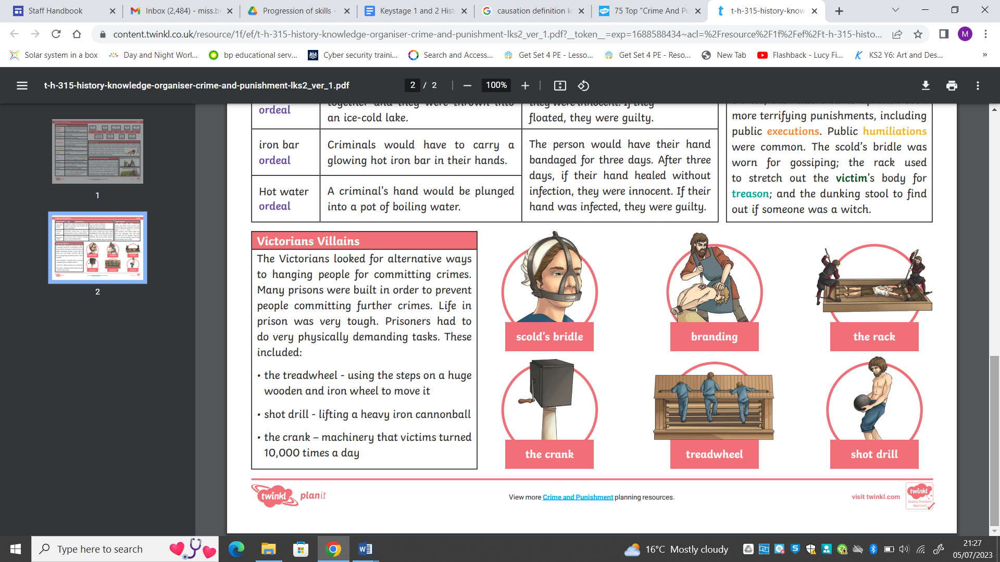 Staff Handbook
Inbox (2,484) - miss.be
Progression of skills -
Keystage 1 and 2 Hist
causation definition ks
75 Top "Crime And Pu
t-h-315-history-know
content.twinkl.co.uk/resource/1f/ef/t-h-315-history-knowledge-organiser-crime-and-punishment-lks2_ver_1.pdf?__token__=exp=1688588434~acl=%2Fresource%2F1f%2Fef%2Ft-h-315-histo...
M
Solar system in a box
Day and Night Worl...
bp educational serv...
Cyber security traini...
Search and Access...
Get Set 4 PE - Lesso...
Get Set 4 PE - Reso...
New Tab
Flashback - Lucy Fi...
KS2 Y6: Art and Des...
»
t-h-315-history-knowledge-organiser-crime-and-punishment-lks2_ver_1.pdf
2 / 2
100%
1
2
ordeal
together and they were thrown into
an ice-cold lake.
they were innocent. If they
floated, they were guilty.
iron bar
ordeal
Criminals would have to carry a
glowing hot iron bar in their hands.
Hot water
ordeal
A criminal's hand would be plunged
into a pot of boiling water.
The person would have their hand
bandaged for three days. After three
days, if their hand healed without
infection, they were innocent. If their
hand was infected, they were guilty.
more terrifying punishments, including
public executions. Public humiliations
were common. The scold's bridle was
worn for gossiping; the rack used
to stretch out the victim's body for
treason; and the dunking stool to find
out if someone was a witch.
Victorians Villains
The Victorians looked for alternative ways
to hanging people for committing crimes.
Many prisons were built in order to prevent
people committing further crimes. Life in
prison was very tough. Prisoners had to
do very physically demanding tasks. These
included:
• the treadwheel - using the steps on a huge
wooden and iron wheel to move it
• shot drill - lifting a heavy iron cannonball
• the crank – machinery that victims turned
10,000 times a day
scold's bridle
branding
the rack
the crank
treadwheel
shot drill
twinkl planit
View more Crime and Punishment planning resources.
visit twinkl.com
twinkl
Quality Standard
Approved
Type here to search
16°C Mostly cloudy
21:27
05/07/2023